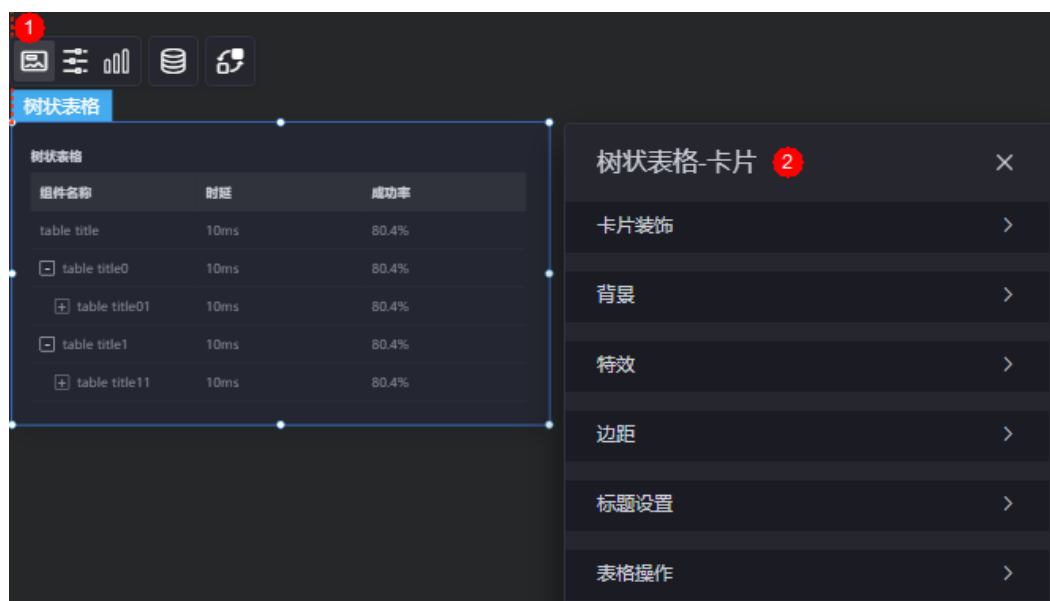 1
树状表格
树状表格
组件名称 时延 成功率
table title 10ms 80.4%
table title0 10ms 80.4%
table title01 10ms 80.4%
table title1 10ms 80.4%
table title11 10ms 80.4%
树状表格-卡片 2
卡片装饰
背景
特效
边距
标题设置
表格操作